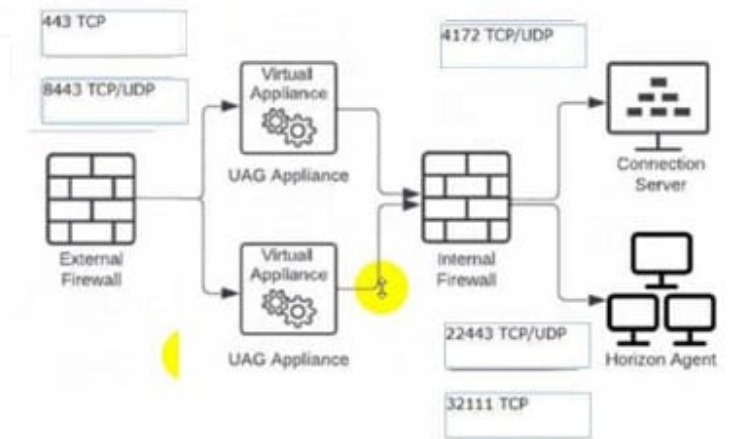 443 TCP
8443 TCP/UDP
4172 TCP/UDP
Virtual
Appliance
UAG Appliance
Connection
Server
External
Firewall
Internal
Firewall
Virtual
Appliance
UAG Appliance
22443 TCP/UDP
Horizon Agent
32111 TCP